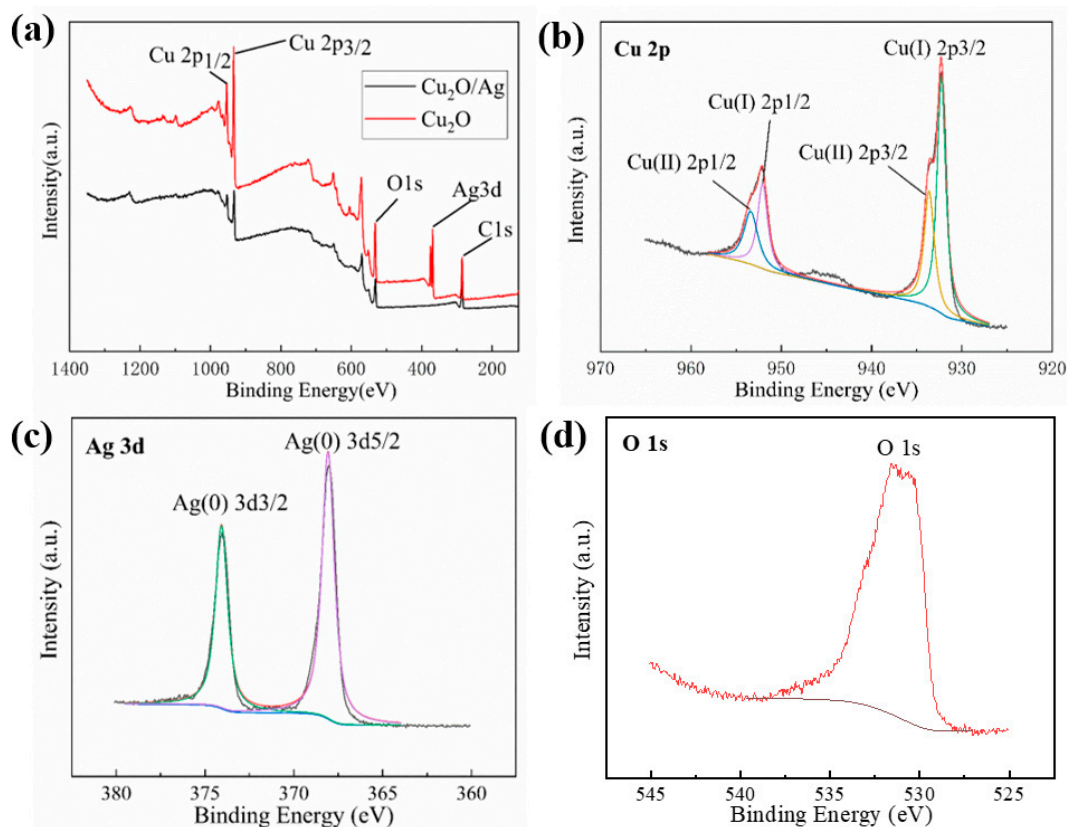 (a)
Cu 2p3/2
Cu 2p1/2
Cu2O/Ag
Cu2O
O1s
Ag3d
C1s
Intensity(a.u.)
1400 1200 1000 800 600 400 200
Binding Energy(eV)
(b)
Cu 2p
Cu(I) 2p3/2
Cu(I) 2p1/2
Cu(II) 2p1/2
Cu(II) 2p3/2
Intensity (a.u.)
970 960 950 940 930 920
Binding Energy (eV)
(c)
Ag 3d
Ag(0) 3d5/2
Ag(0) 3d3/2
Intensity (a.u.)
380 375 370 365 360
Binding Energy (eV)
(d)
O 1s
O 1s
Intensity (a.u.)
545 540 535 530 525
Binding Energy (eV)